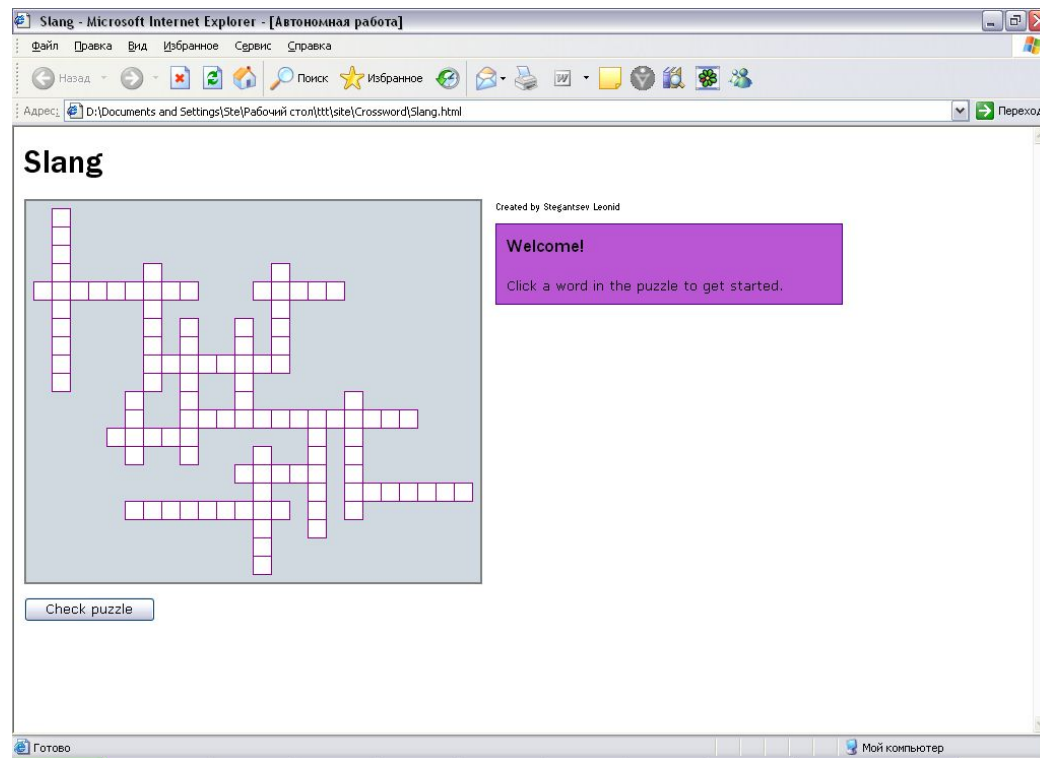 Slang - Microsoft Internet Explorer - [Автономная работа]
Файл Правка Вид Избранное Сервис Справка
Назад Поиск Избранное
Адрес: D:\Documents and Settings\Ste\Рабочий стол\ttt\site\Crossword\Slang.html Переход
Slang
Created by Stegantsev Leonid
Welcome!
Click a word in the puzzle to get started.
Check puzzle
Готово Мой компьютер